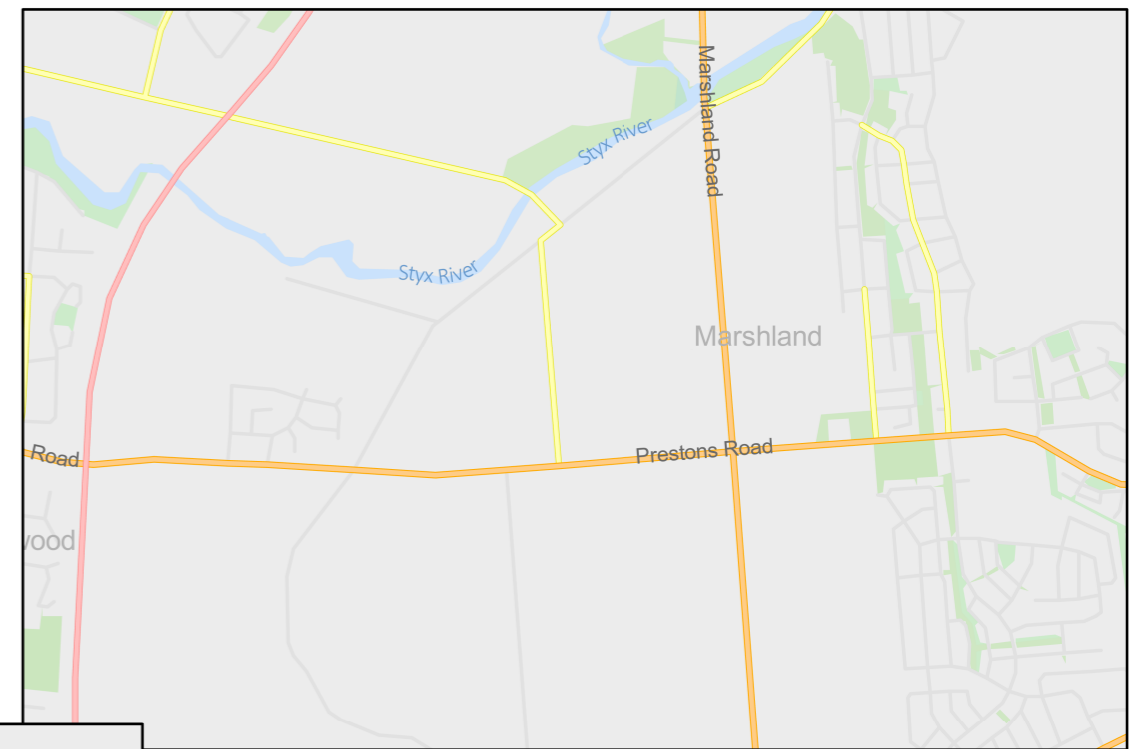 Marshland Road
Styx River
Styx River
Marshland
Road
Prestons Road
wood